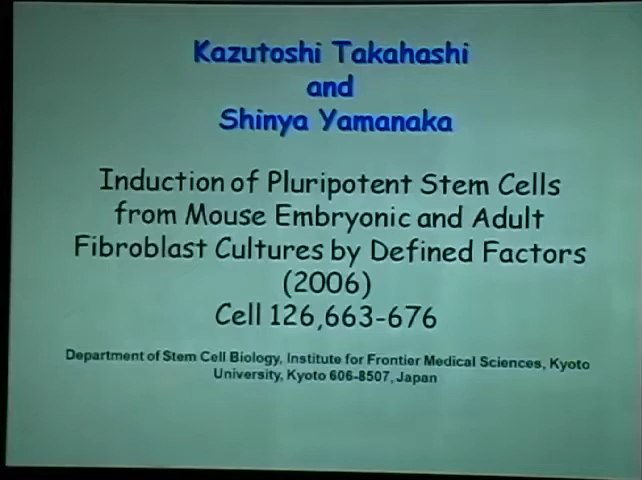 Kazutoshi Takahashi
and
Shinya Yamanaka
Induction of Pluripotent Stem Cells
from Mouse Embryonic and Adult
Fibroblast Cultures by Defined Factors
(2006)
Cell 126,663-676
Department of Stem Cell Biology, Institute for Frontier Medical Sciences, Kyoto
University, Kyoto 606-8507, Japan